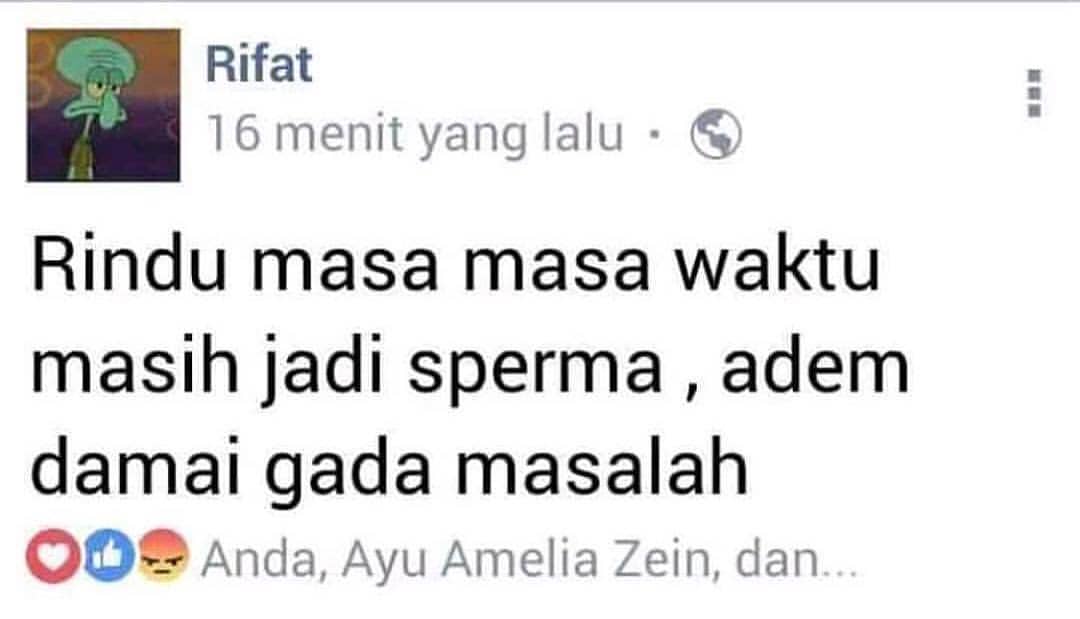 Rifat
16 menit yang lalu ·
Rindu masa masa waktu
masih jadi sperma , adem
damai gada masalah
Anda, Ayu Amelia Zein, dan...